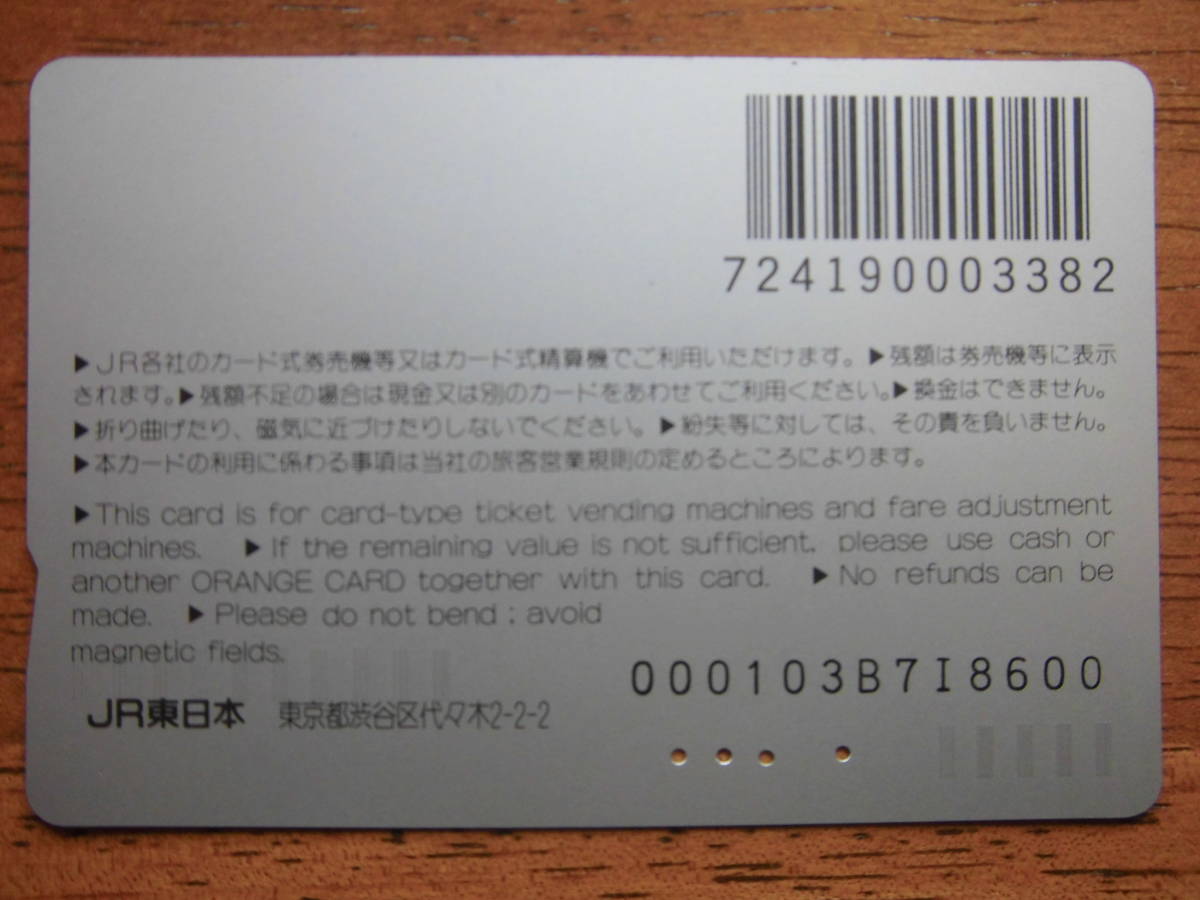 724190003382
▶JR各社のカード式券売機等又はカード式精算機でご利用いただけます。▶残額は券売機等に表示
されます。▶残額不足の場合は現金又は別のカードをあわせてご利用ください。▶換金はできません。
▶折り曲げたり、磁気に近づけたりしないでください。▶紛失等に対しては、その責を負いません。
▶本カードの利用に係わる事項は当社の旅客営業規則の定めるところによります。
▶This card is for card-type ticket vending machines and fare adjustment
machines. ▶If the remaining value is not sufficient, please use cash or
another ORANGE CARD together with this card. ▶No refunds can be
made. ▶Please do not bend : avoid
magnetic fields.
000103B7I8600
JR東日本 東京都渋谷区代々木2-2-2